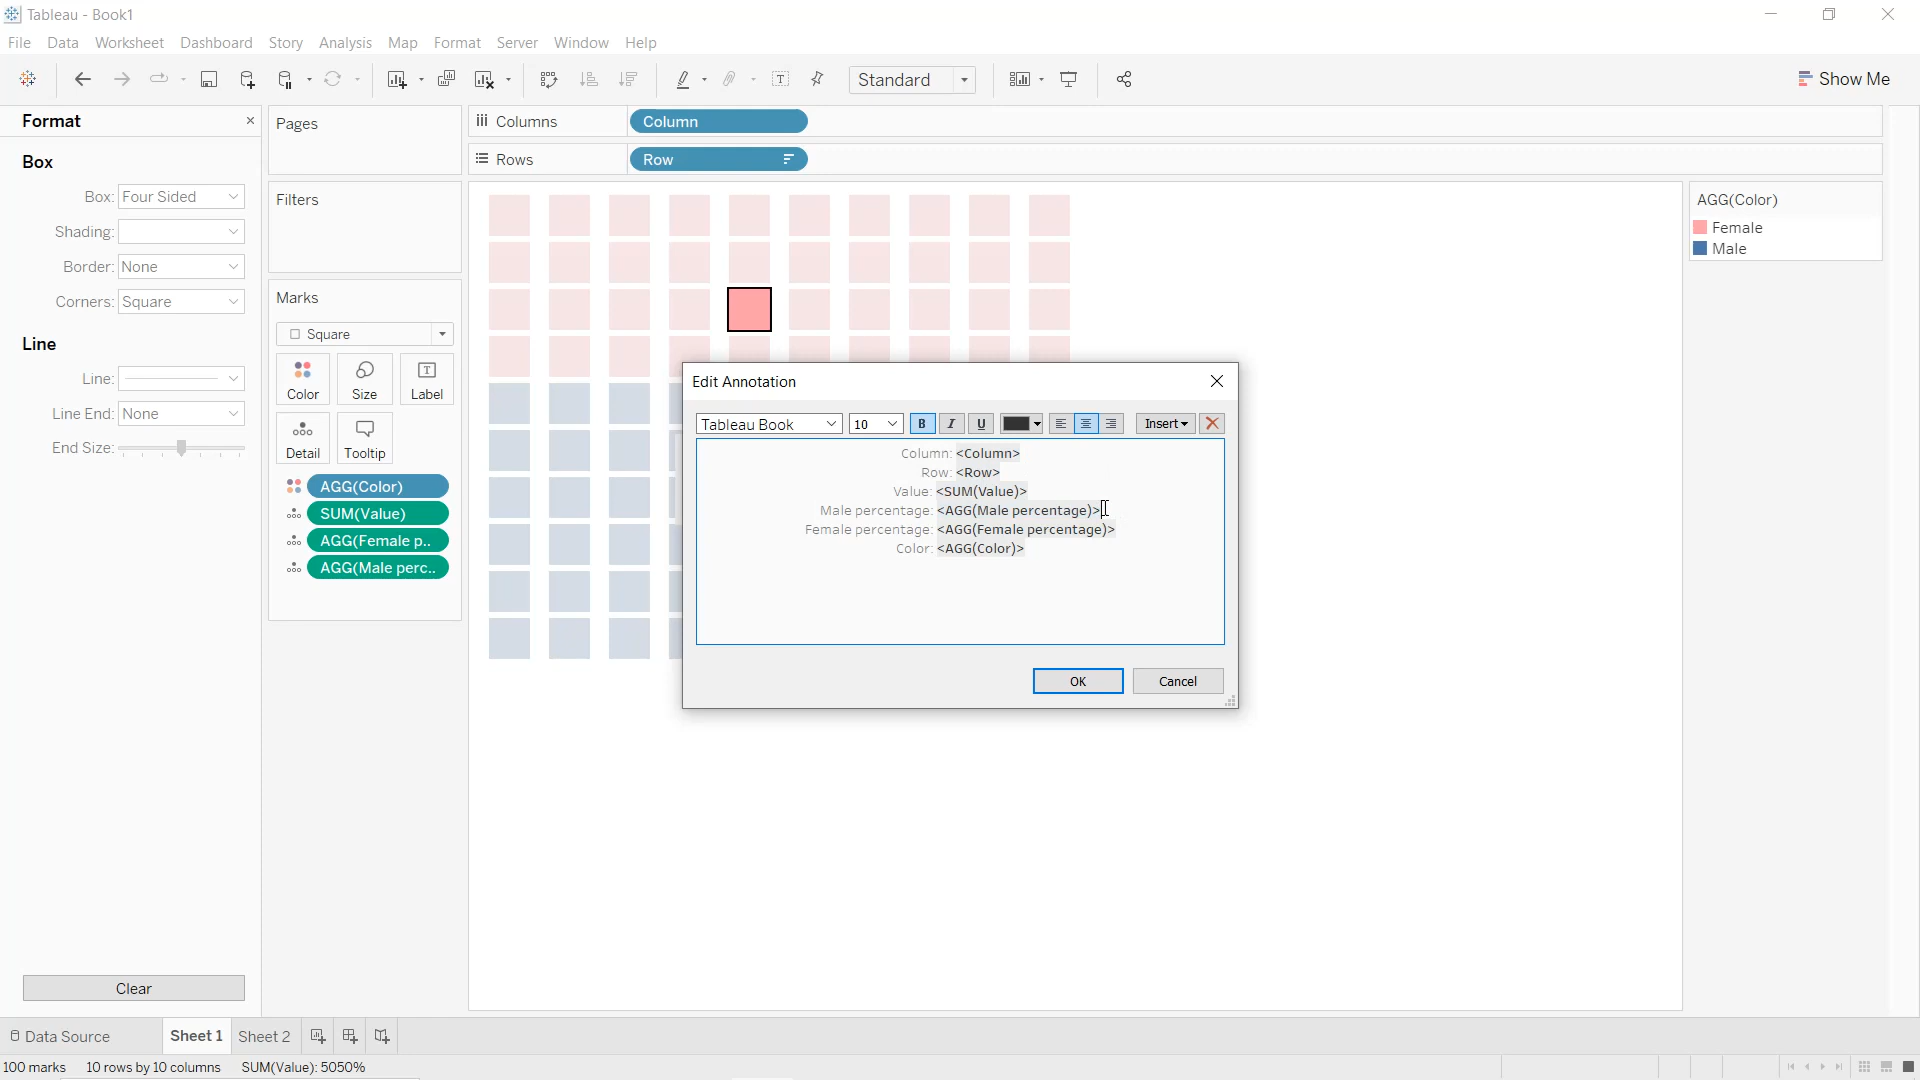 Tableau - Book1
File Data Worksheet Dashboard Story Analysis Map Format Server Window Help
Standard
Show Me
Format
Box
Box: Four Sided
Shading:
Border: None
Corners: Square
Line
Line:
Line End: None
End Size:
Clear
Pages
Filters
Marks
Square
Color Size Label
Detail Tooltip
AGG(Color)
SUM(Value)
AGG(Female p..
AGG(Male perc..
Columns Column
Rows Row
AGG(Color)
Female
Male
Edit Annotation
Tableau Book 10 B I U Insert
Column: <Column>
Row: <Row>
Value: <SUM(Value)>
Male percentage: <AGG(Male percentage)>
Female percentage: <AGG(Female percentage)>
Color: <AGG(Color)>
OK Cancel
Data Source Sheet 1 Sheet 2
100 marks 10 rows by 10 columns SUM(Value): 5050%